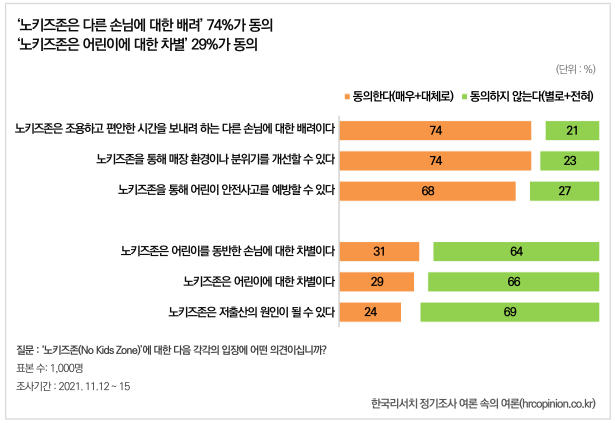 ‘노키즈존은 다른 손님에 대한 배려’ 74%가 동의
‘노키즈존은 어린이에 대한 차별’ 29%가 동의
(단위 : %)
동의한다(매우+대체로) 동의하지 않는다(별로+전혀)
노키즈존은 조용하고 편안한 시간을 보내려 하는 다른 손님에 대한 배려이다 74 21
노키즈존을 통해 매장 환경이나 분위기를 개선할 수 있다 74 23
노키즈존을 통해 어린이 안전사고를 예방할 수 있다 68 27
노키즈존은 어린이를 동반한 손님에 대한 차별이다 31 64
노키즈존은 어린이에 대한 차별이다 29 66
노키즈존은 저출산의 원인이 될 수 있다 24 69
질문 : '노키즈존(No Kids Zone)'에 대한 다음 각각의 입장에 어떤 의견이십니까?
표본 수: 1,000명
조사기간 : 2021. 11.12 ~ 15
한국리서치 정기조사 여론 속의 여론(hrcopinion.co.kr)